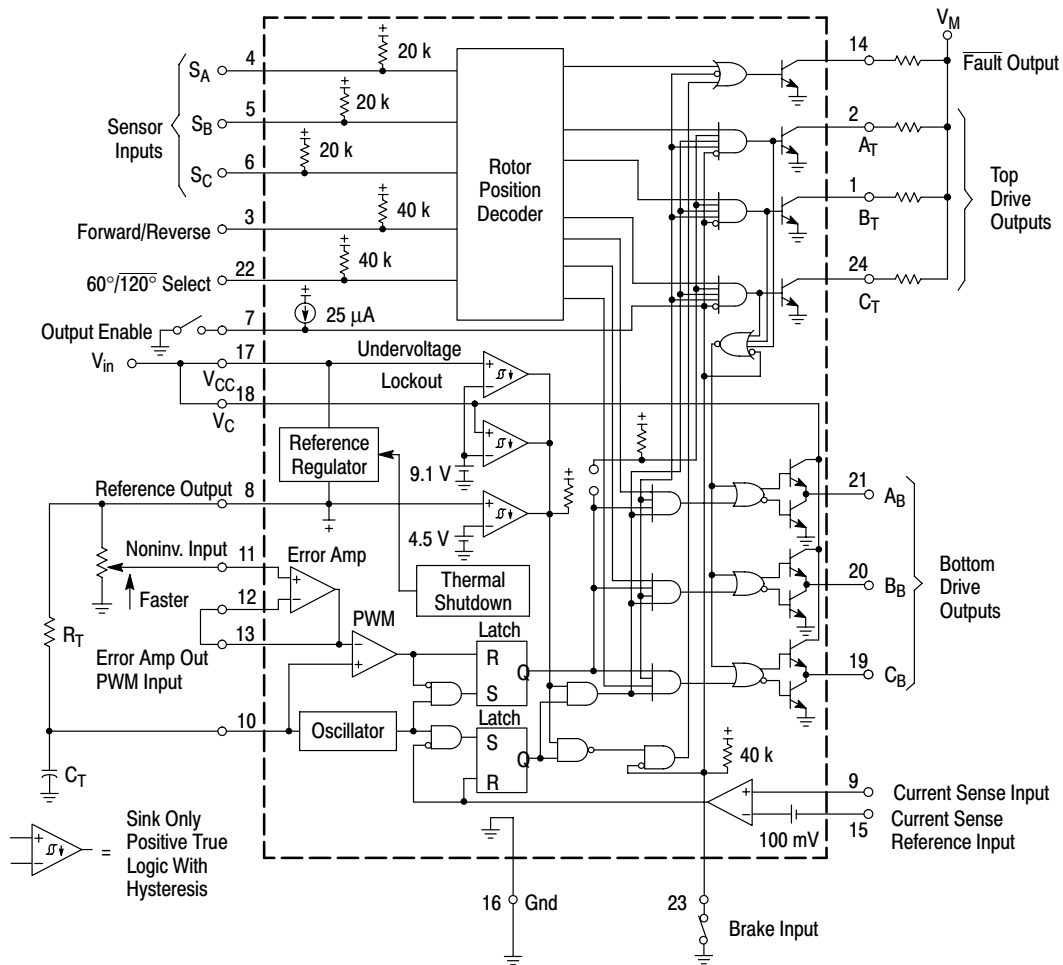 V_M
14
Fault Output
4
S_A
20 k
5
S_B
20 k
6
S_C
20 k
Sensor
Inputs
3
Forward/Reverse
40 k
22
60°/120° Select
40 k
Rotor
Position
Decoder
2
A_T
1
B_T
24
C_T
Top
Drive
Outputs
7
Output Enable
25 μA
V_in
17
V_CC
18
V_C
Undervoltage
Lockout
Reference
Regulator
9.1 V
Reference Output
8
4.5 V
Noninv. Input
11
Error Amp
Faster
12
13
Thermal
Shutdown
R_T
Error Amp Out
PWM Input
PWM
Latch
R
Q
S
10
Oscillator
Latch
S
Q
R
C_T
21
A_B
20
B_B
19
C_B
Bottom
Drive
Outputs
40 k
9
Current Sense Input
15
Current Sense
Reference Input
100 mV
=
Sink Only
Positive True
Logic With
Hysteresis
16
Gnd
23
Brake Input